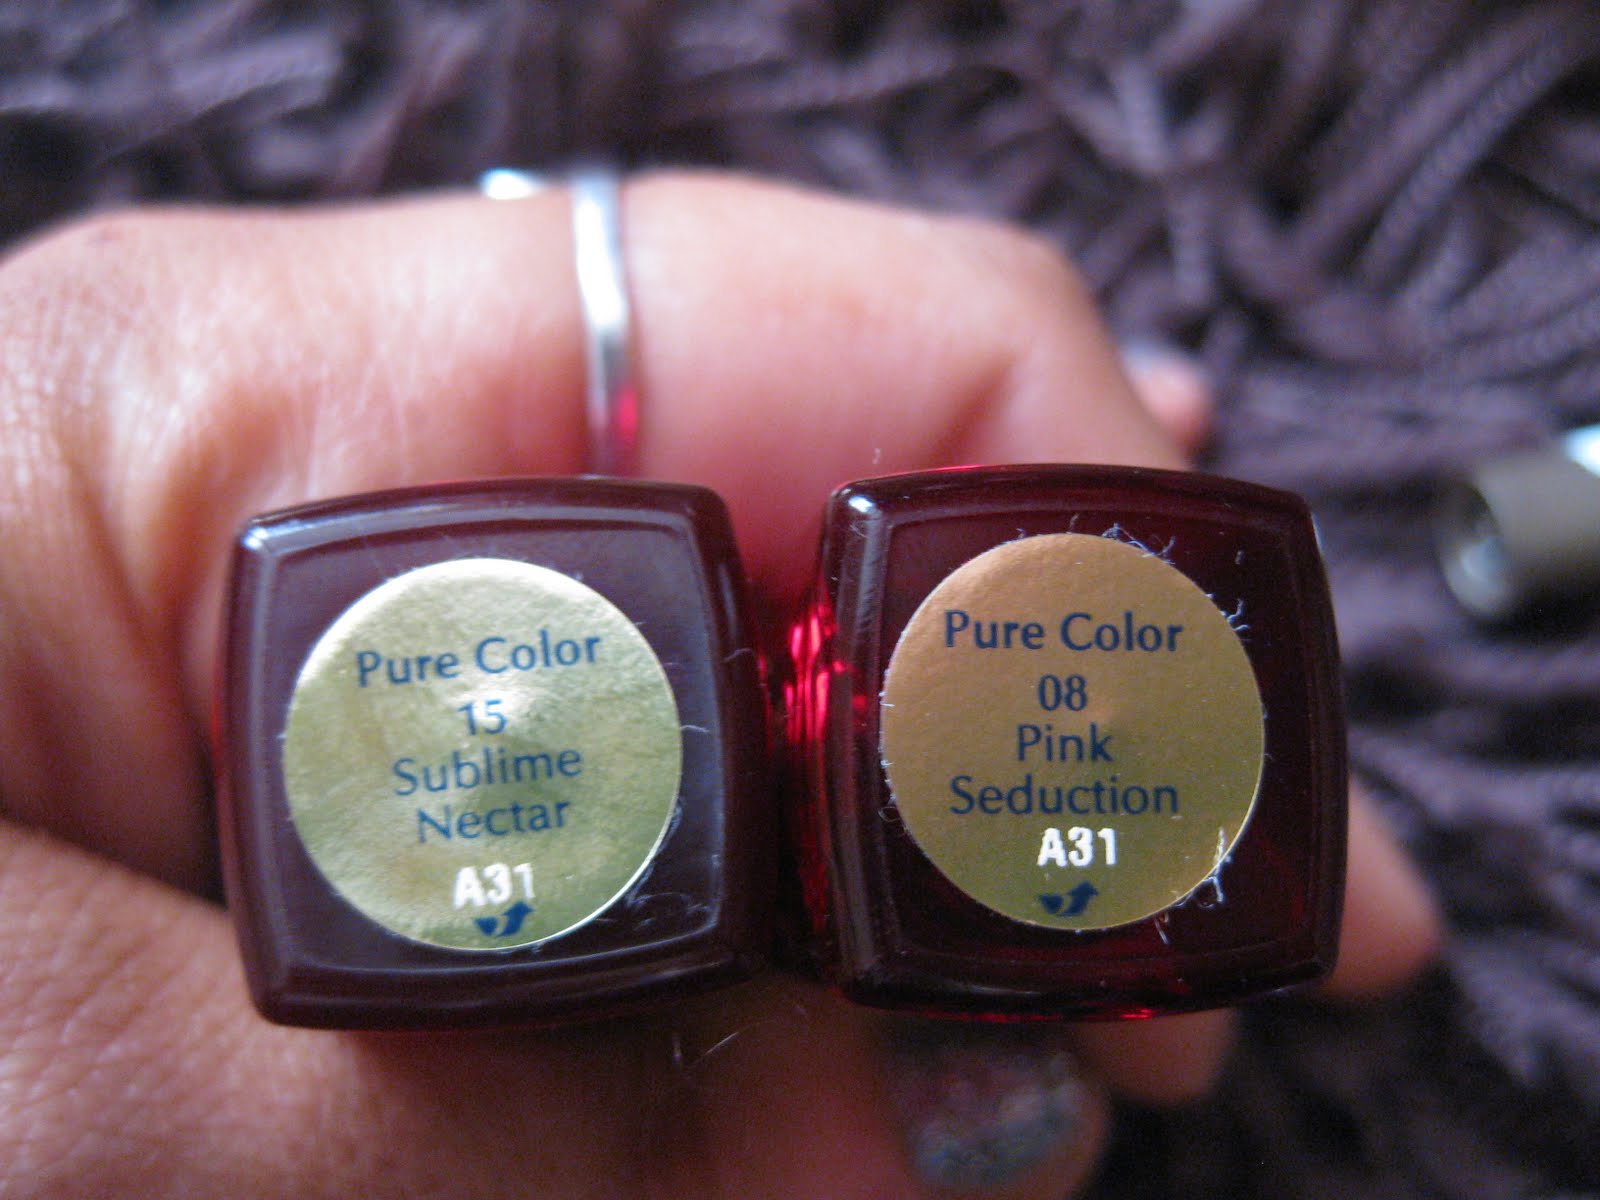 Pure Color
15
Sublime
Nectar
A31
Pure Color
08
Pink
Seduction
A31